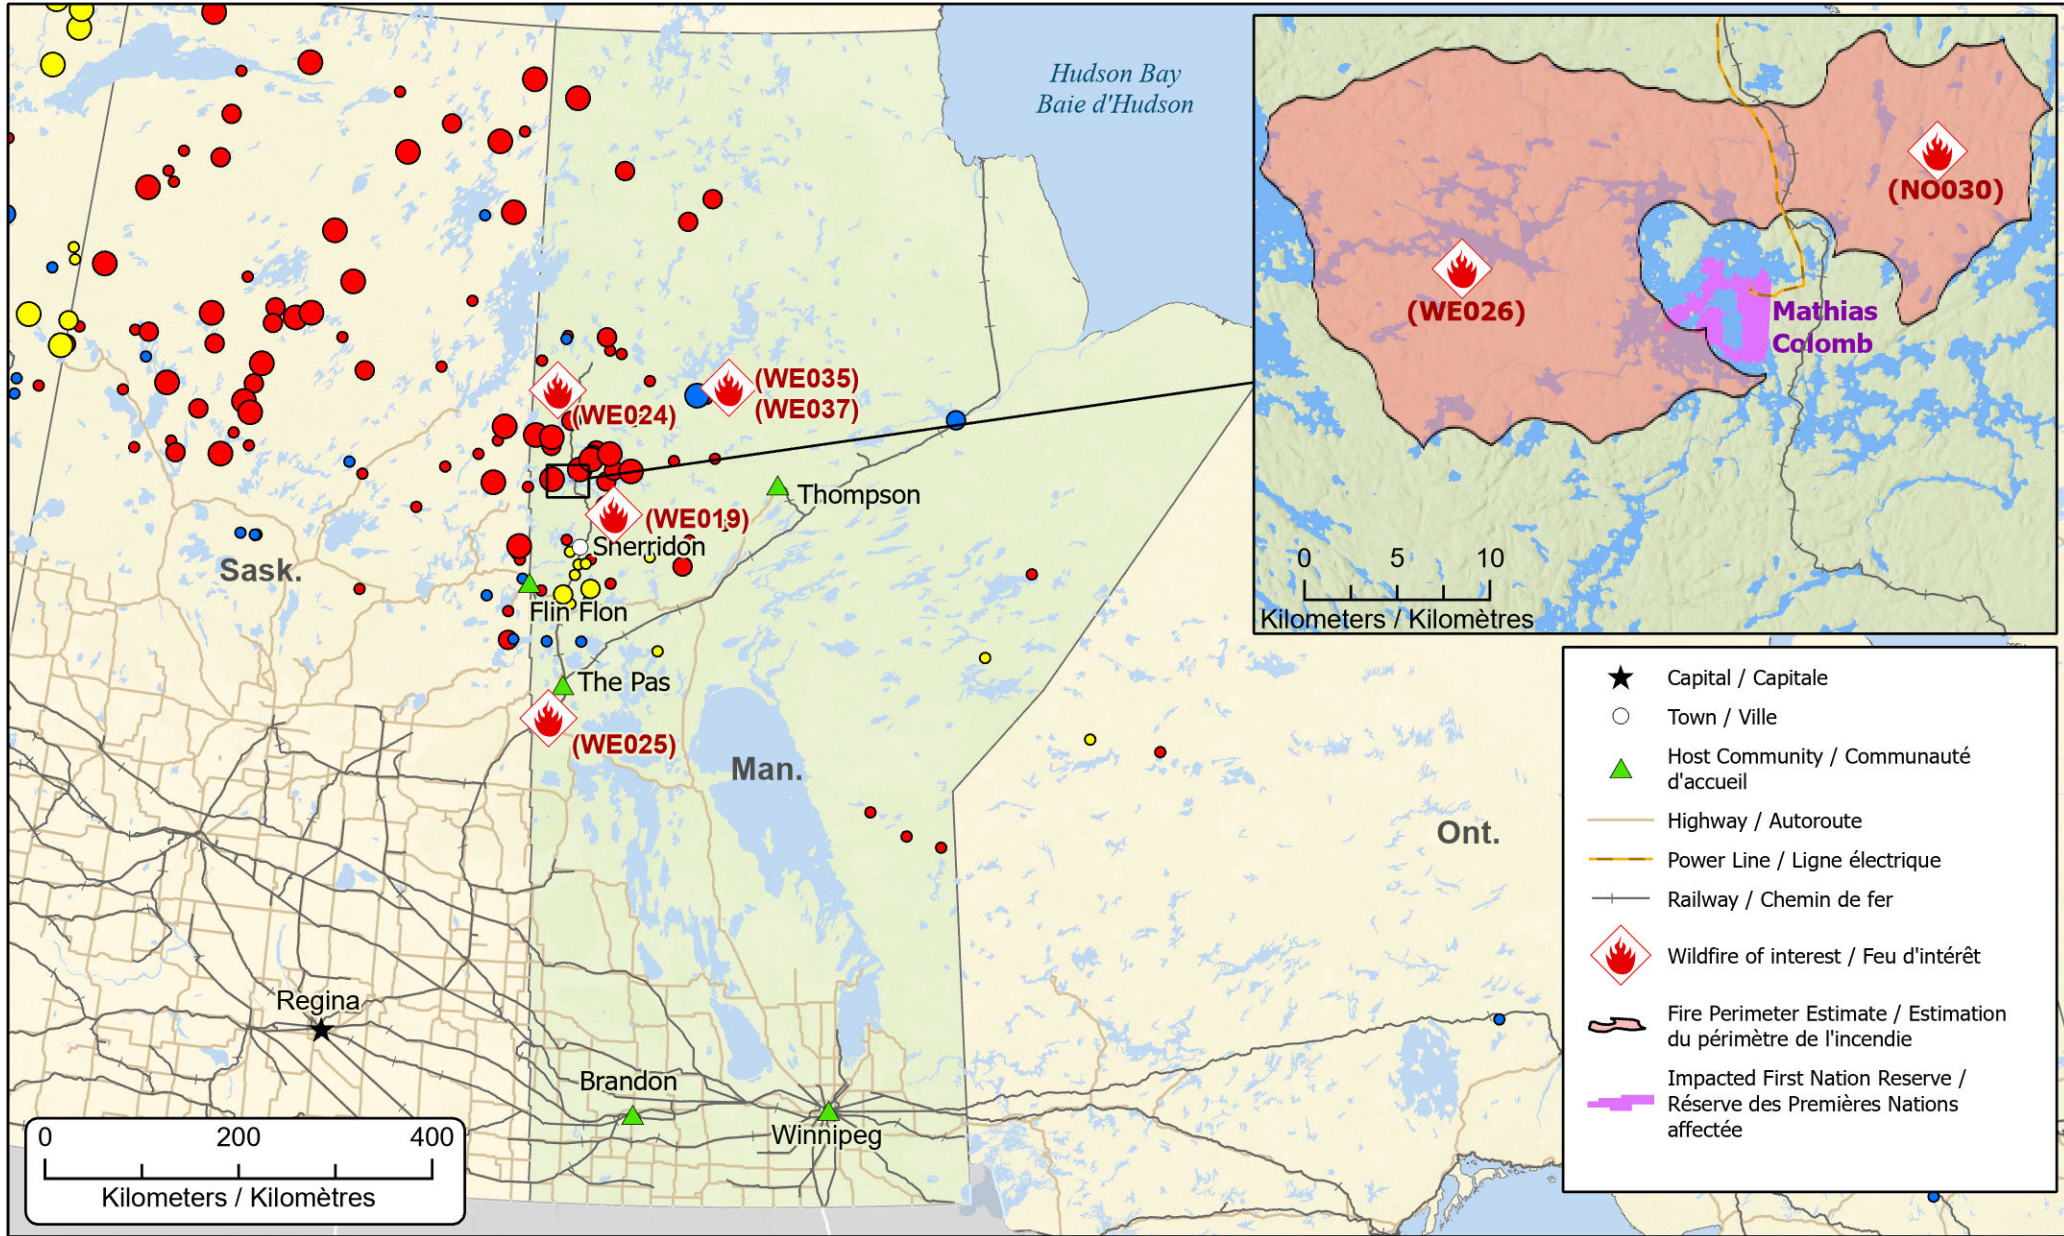 Hudson Bay
Baie d'Hudson
(WE035)
(WE037)
(WE024)
Thompson
(WE019)
Sherridon
Sask.
Flin Flon
The Pas
(WE025)
Man.
Ont.
Regina
Brandon
Winnipeg
0 200 400
Kilometers / Kilomètres
(NO030)
(WE026)
Mathias
Colomb
0 5 10
Kilometers / Kilomètres
Capital / Capitale
Town / Ville
Host Community / Communauté
d'accueil
Highway / Autoroute
Power Line / Ligne électrique
Railway / Chemin de fer
Wildfire of interest / Feu d'intérêt
Fire Perimeter Estimate / Estimation
du périmètre de l'incendie
Impacted First Nation Reserve /
Réserve des Premières Nations
affectée